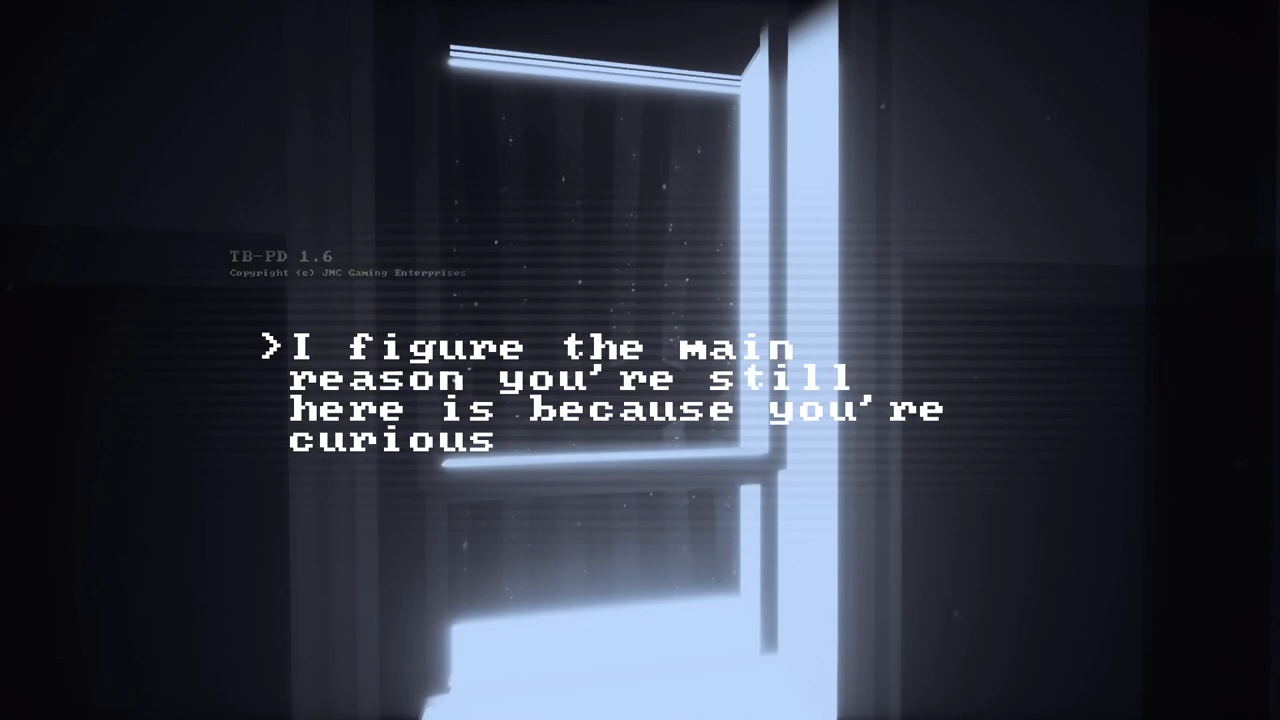 TB-PD 1.6
Copyright (c) JMC Gaming Enterprises
>I figure the main
reason you're still
here is because you're
curious